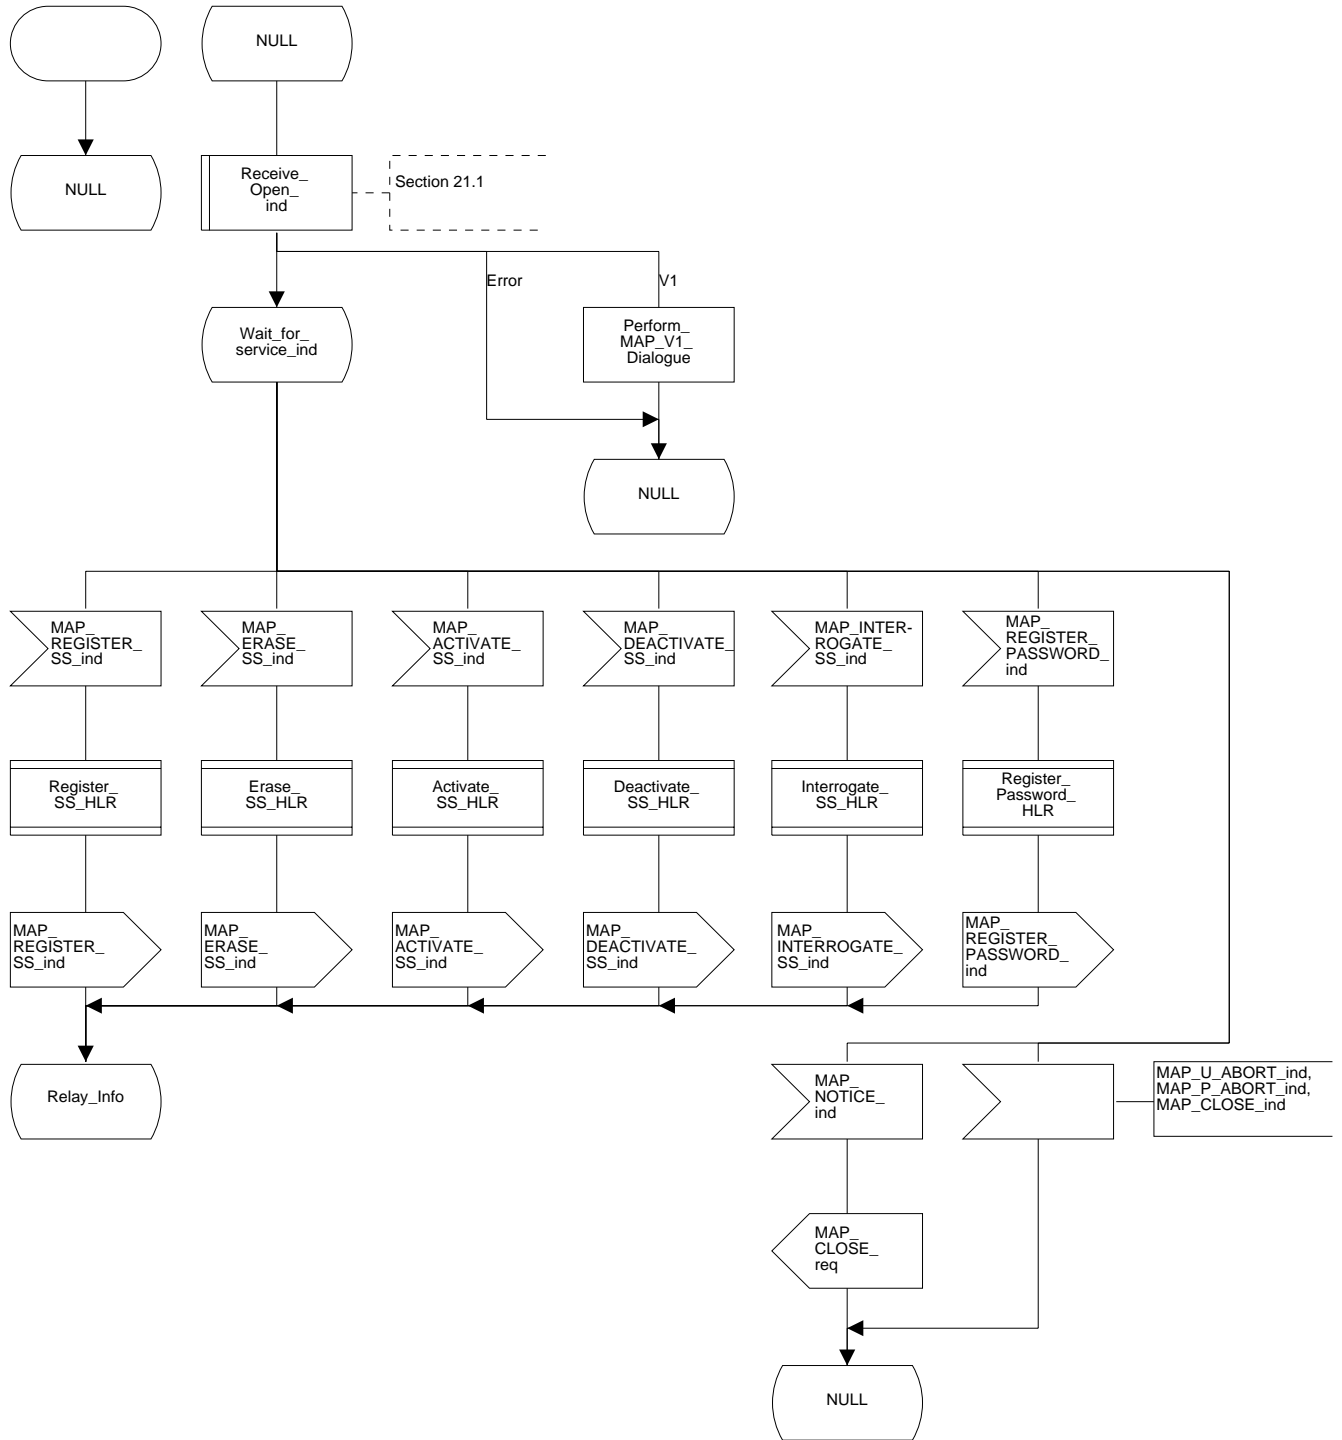 NULL
NULL
Receive_
Open_
ind
Section 21.1
Error
V1
Wait_for_
service_ind
Perform_
MAP_V1_
Dialogue
NULL
MAP_
REGISTER_
SS_ind
MAP_
ERASE_
SS_ind
MAP_
ACTIVATE_
SS_ind
MAP_
DEACTIVATE_
SS_ind
MAP_INTER-
ROGATE_
SS_ind
MAP_
REGISTER_
PASSWORD_
ind
Register_
SS_HLR
Erase_
SS_HLR
Activate_
SS_HLR
Deactivate_
SS_HLR
Interrogate_
SS_HLR
Register_
Password_
HLR
MAP_
REGISTER_
SS_ind
MAP_
ERASE_
SS_ind
MAP_
ACTIVATE_
SS_ind
MAP_
DEACTIVATE_
SS_ind
MAP_
INTERROGATE_
SS_ind
MAP_
REGISTER_
PASSWORD_
ind
Relay_Info
MAP_
NOTICE_
ind
MAP_U_ABORT_ind,
MAP_P_ABORT_ind,
MAP_CLOSE_ind
MAP_
CLOSE_
req
NULL